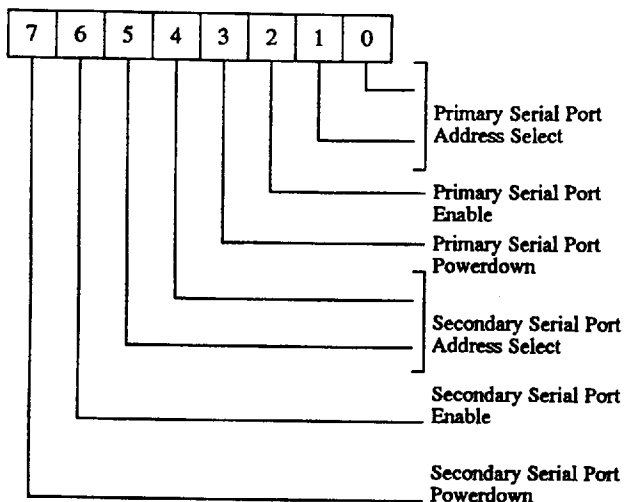 7 6 5 4 3 2 1 0
Primary Serial Port
Address Select
Primary Serial Port
Enable
Primary Serial Port
Powerdown
Secondary Serial Port
Address Select
Secondary Serial Port
Enable
Secondary Serial Port
Powerdown